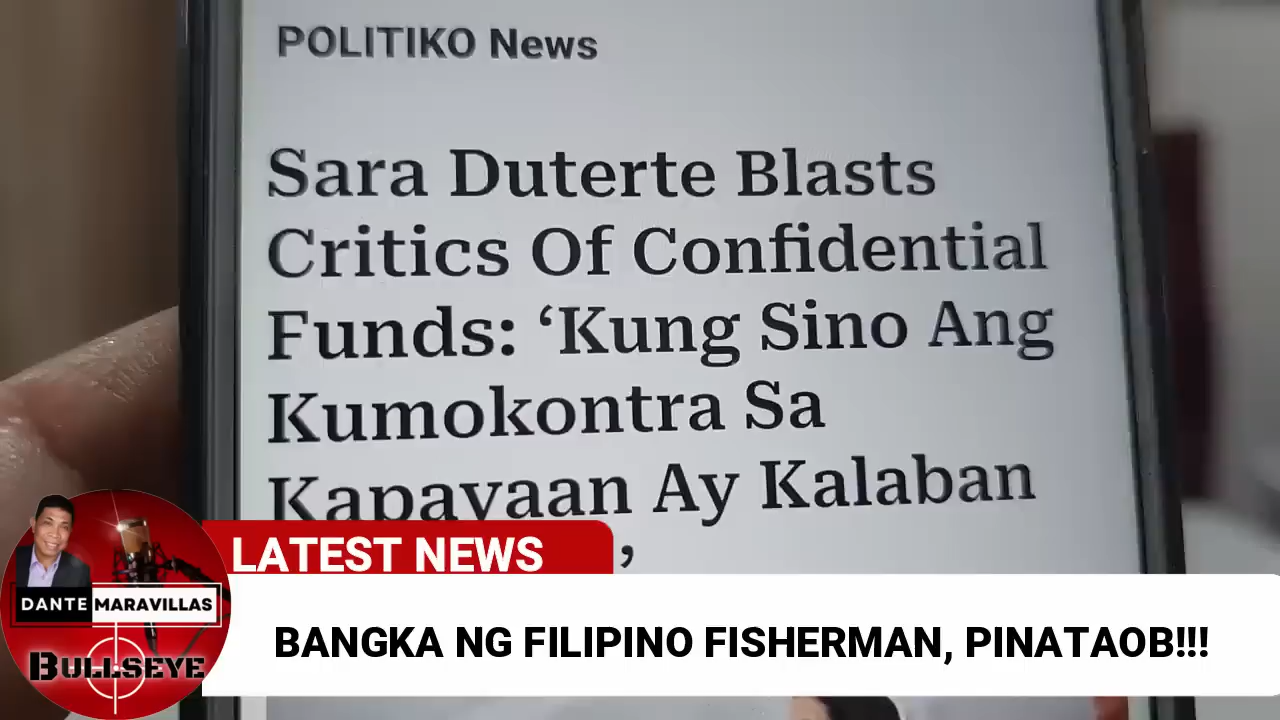 POLITIKO News
Sara Duterte Blasts
Critics Of Confidential
Funds: ‘Kung Sino Ang
Kumokontra Sa
Kapayaan Ay Kalaban
’
LATEST NEWS
DANTE MARAVILLAS
BULLSEYE
BANGKA NG FILIPINO FISHERMAN, PINATAOB!!!